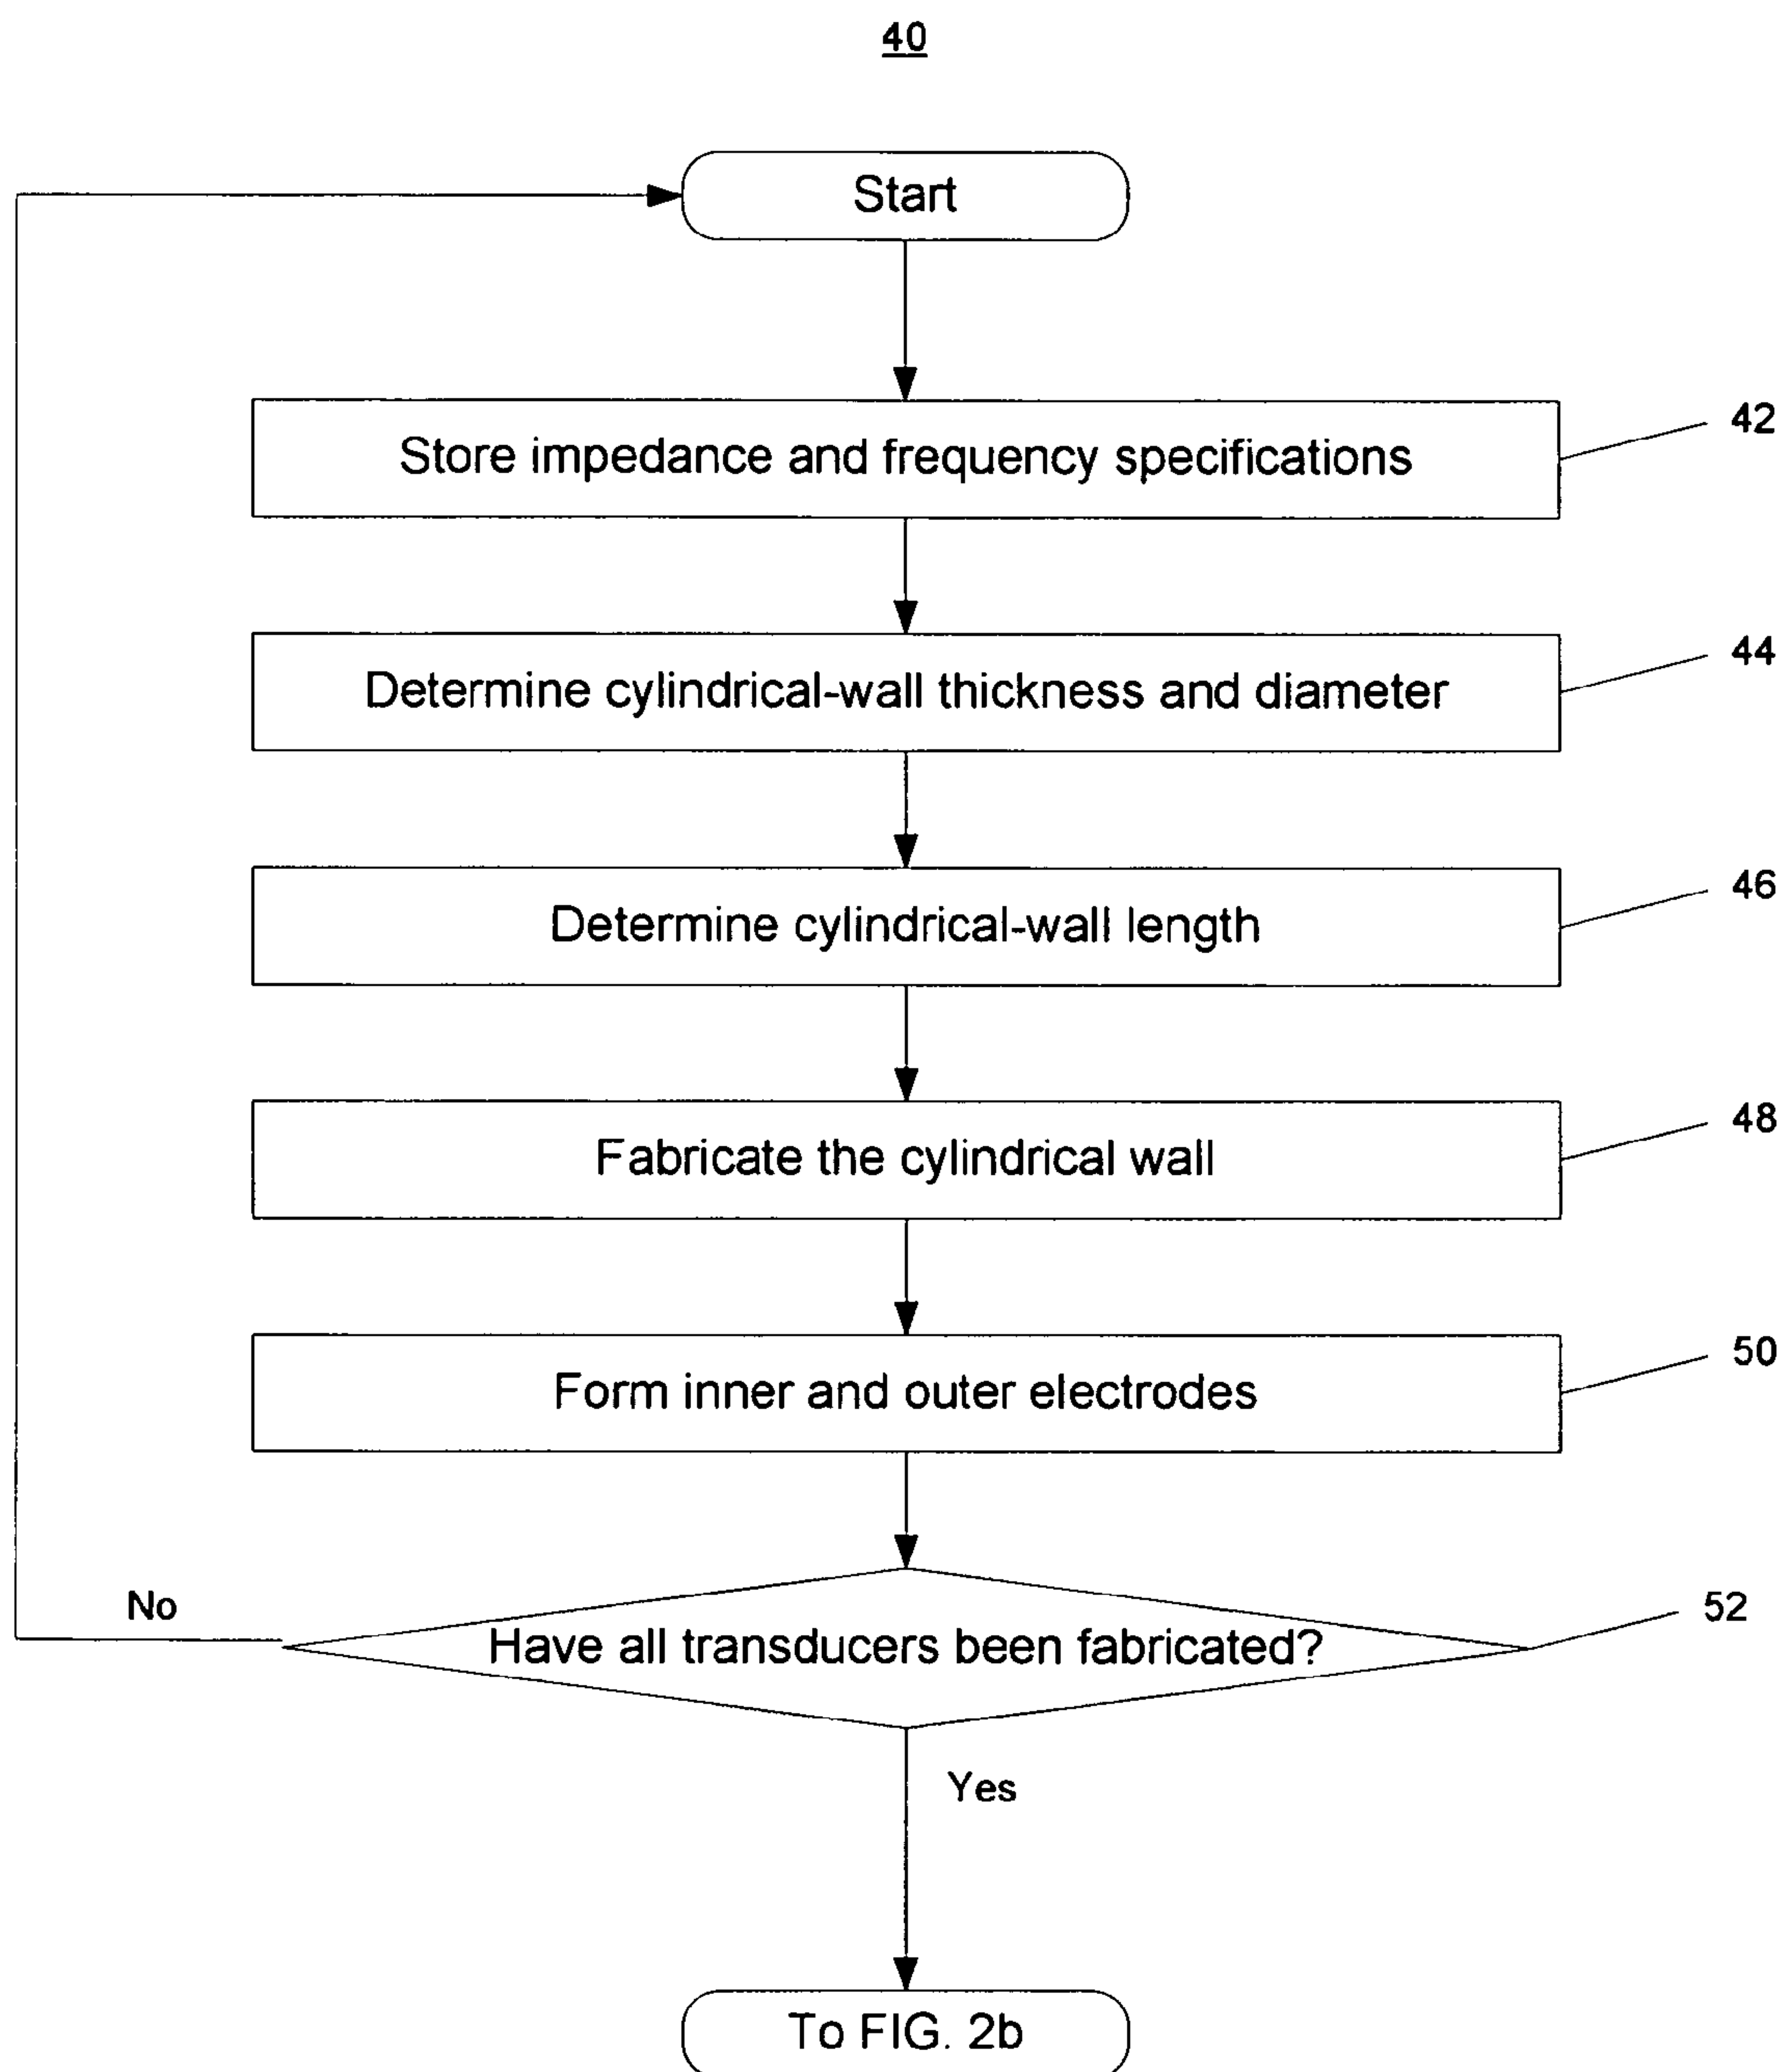 40
Start
Store impedance and frequency specifications
42
Determine cylindrical-wall thickness and diameter
44
Determine cylindrical-wall length
46
Fabricate the cylindrical wall
48
Form inner and outer electrodes
50
No
Have all transducers been fabricated?
52
Yes
To FIG. 2b